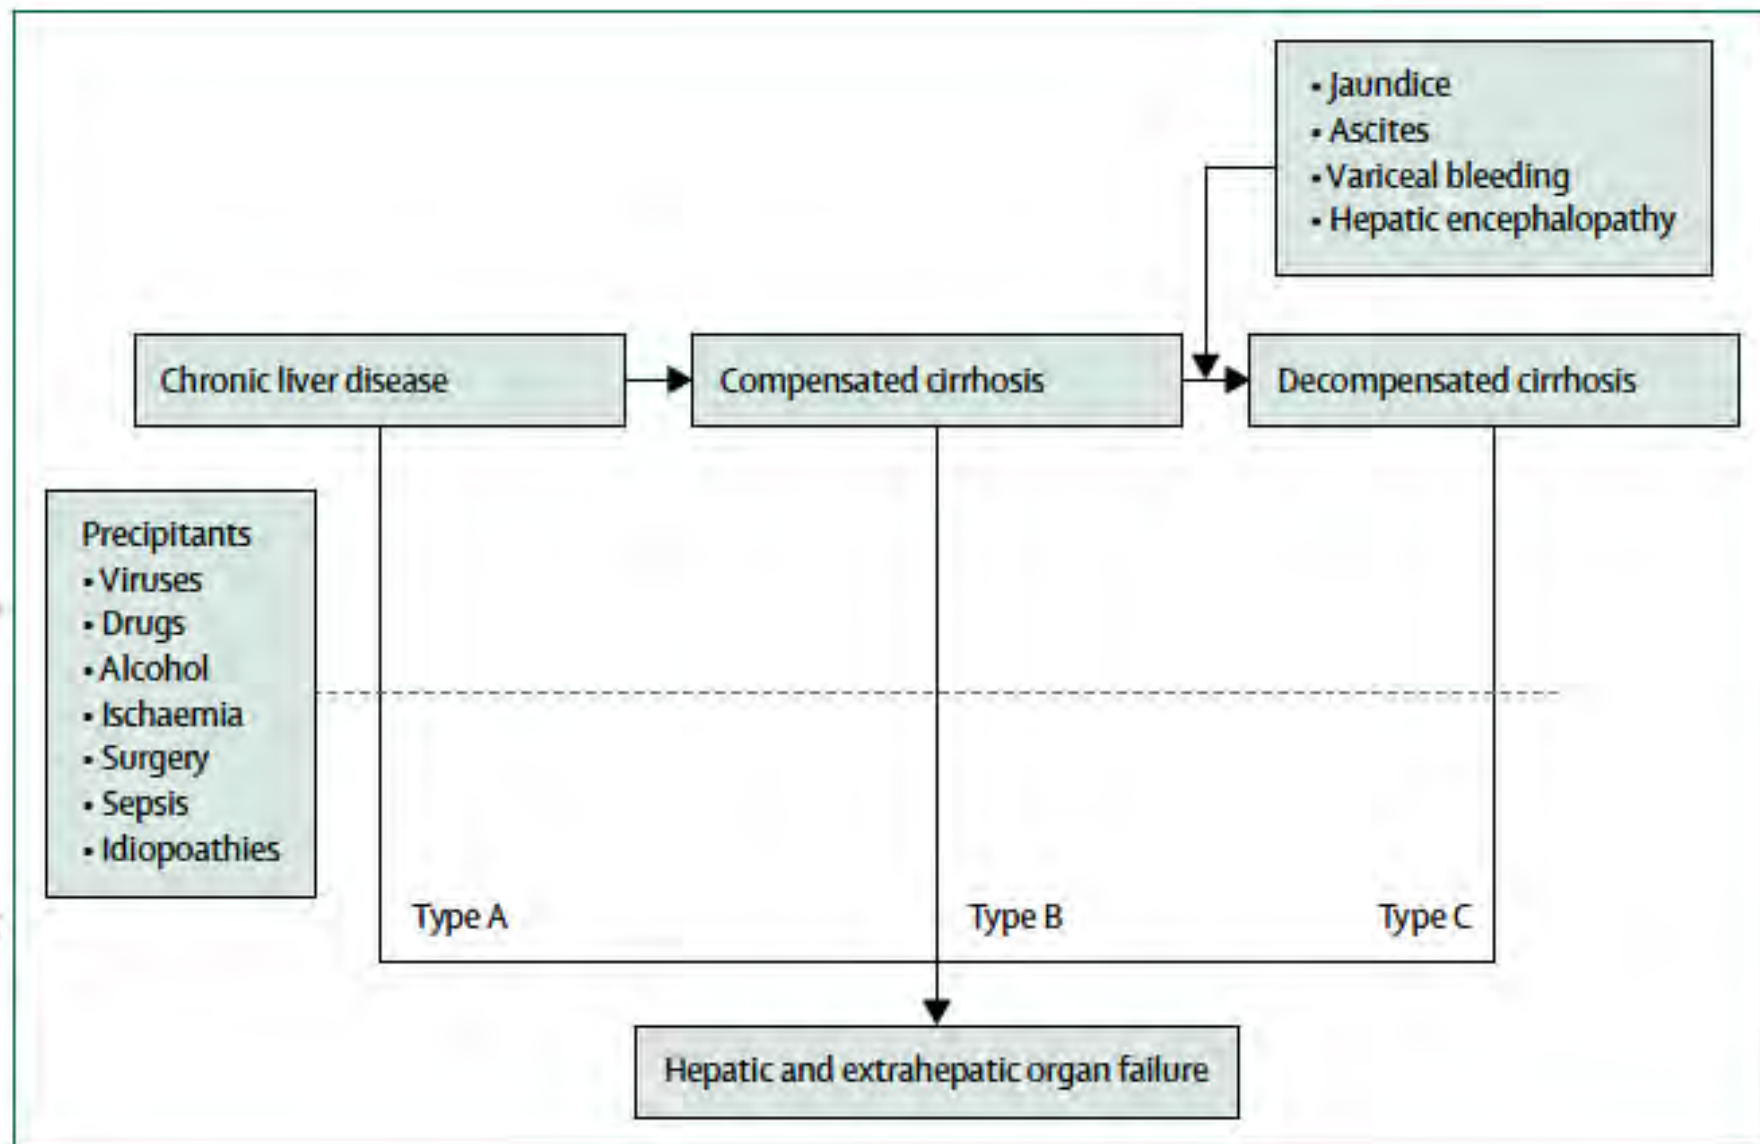 • Jaundice
• Ascites
• Variceal bleeding
• Hepatic encephalopathy
Chronic liver disease
Compensated cirrhosis
Decompensated cirrhosis
Precipitants
• Viruses
• Drugs
• Alcohol
• Ischaemia
• Surgery
• Sepsis
• Idiopoathies
Type A
Type B
Type C
Hepatic and extrahepatic organ failure